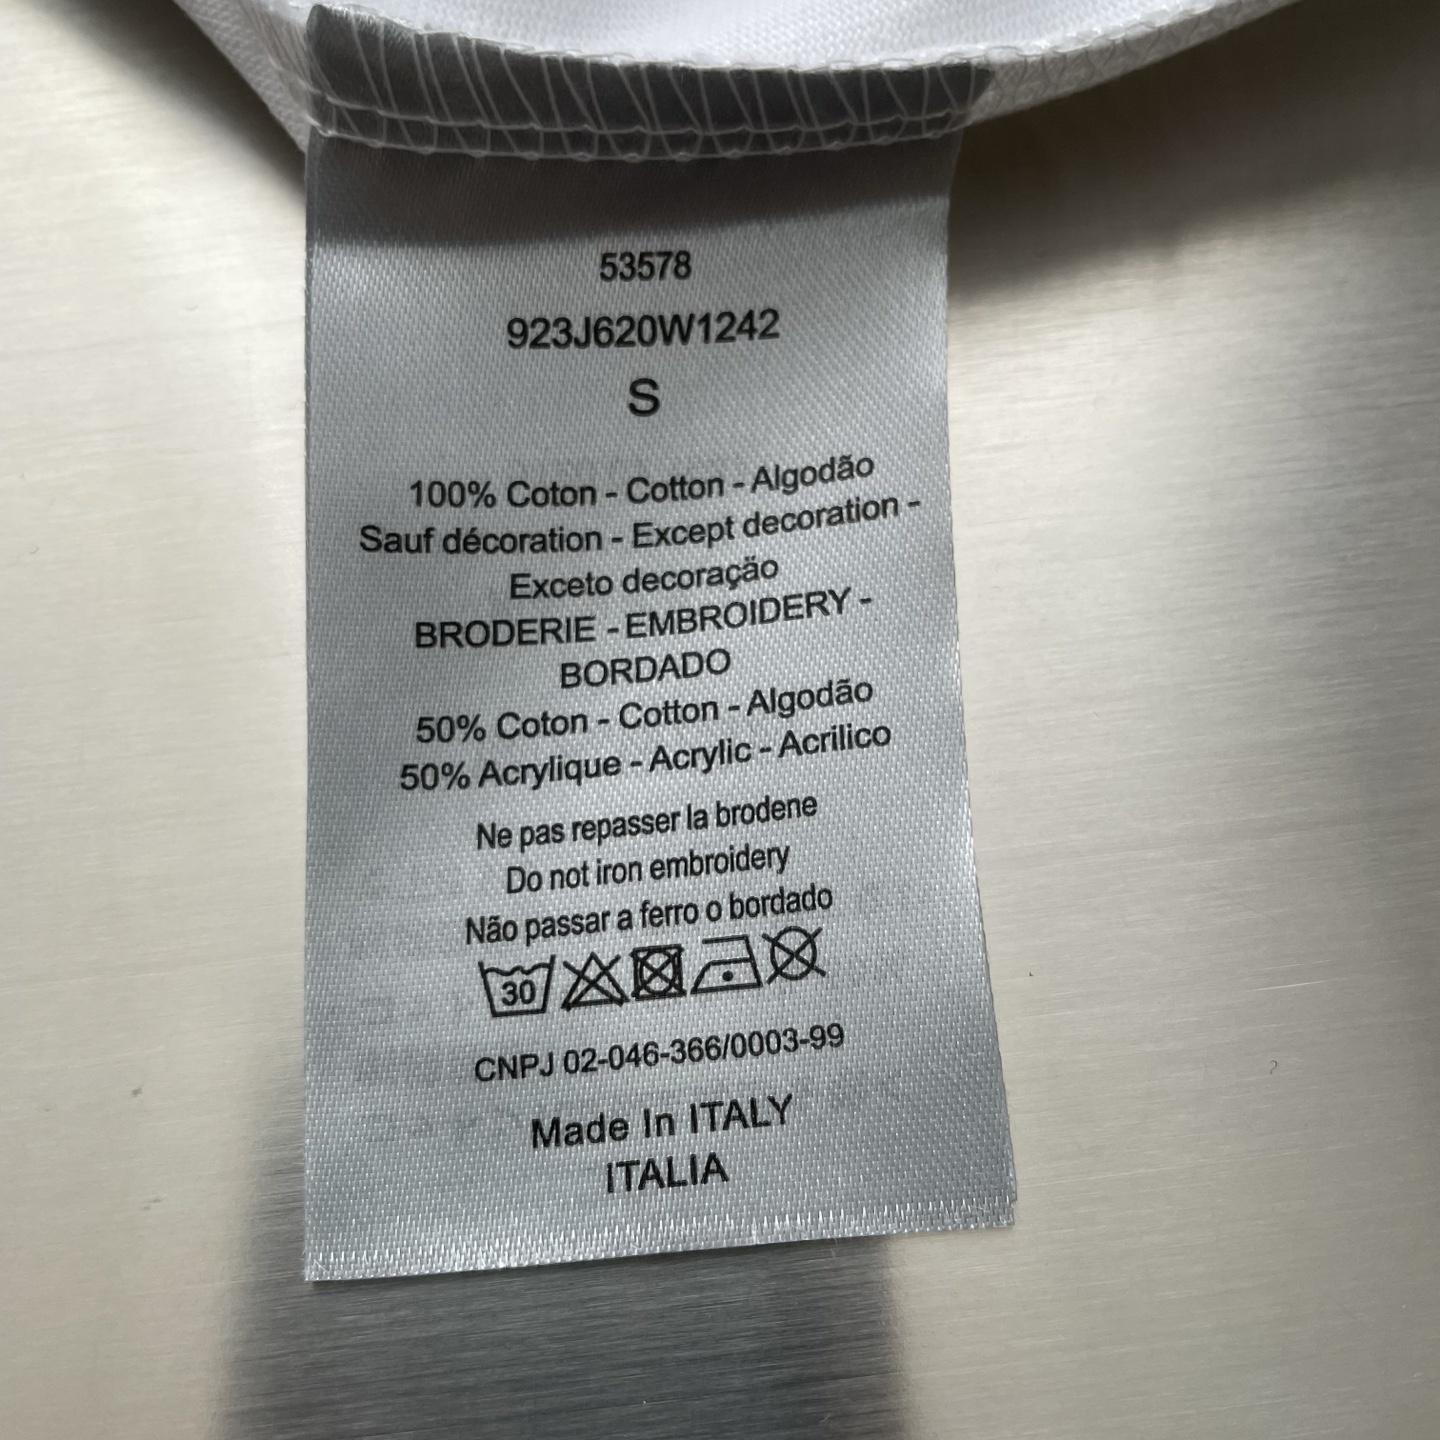 53578
923J620W1242
S
100% Coton - Cotton - Algodão
Sauf décoration - Except decoration -
Exceto decoração
BRODERIE - EMBROIDERY -
BORDADO
50% Coton - Cotton - Algodão
50% Acrylique - Acrylic - Acrilico
Ne pas repasser la brodene
Do not iron embroidery
Não passar a ferro o bordado
30
CNPJ 02-046-366/0003-99
Made In ITALY
ITALIA